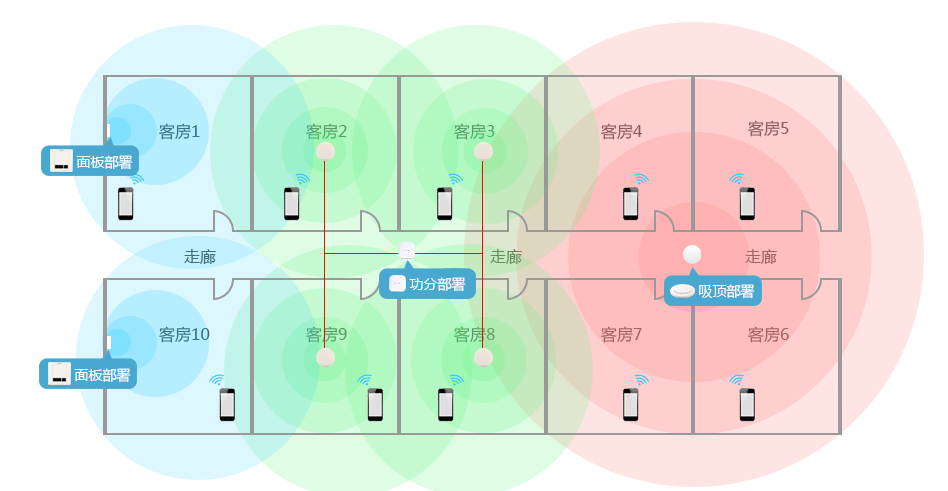 客房1
客房2
客房3
客房4
客房5
面板部署
走廊
走廊
走廊
功分部署
吸顶部署
客房10
客房9
客房8
客房7
客房6
面板部署